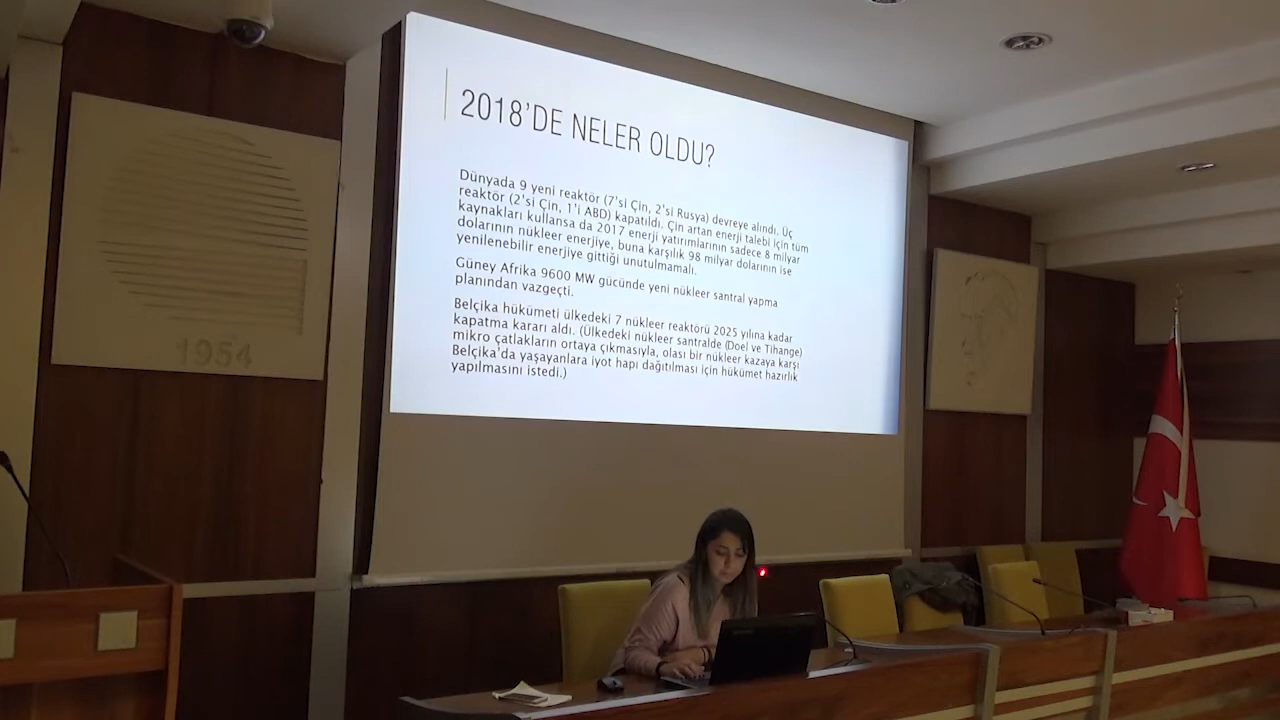 2018'DE NELER OLDU?
Dünyada 9 yeni reaktör (7'si Çin, 2'si Rusya) devreye alındı. Üç
reaktör (2'si Çin, 1'i ABD) kapatıldı. Çin artan enerji talebi için tüm
kaynakları kullansa da 2017 enerji yatırımlarının sadece 8 milyar
dolarının nükleer enerjiye, buna karşılık 98 milyar dolarının ise
yenilenebilir enerjiye gittiği unutulmamalı.
Güney Afrika 9600 MW gücünde yeni nükleer santral yapma
planından vazgeçti.
Belçika hükümeti ülkedeki 7 nükleer reaktörü 2025 yılına kadar
kapatma kararı aldı. (Ülkedeki nükleer santralde (Doel ve Tihange)
mikro çatlakların ortaya çıkmasıyla, olası bir nükleer kazaya karşı
Belçika'da yaşayanlara iyot hapı dağıtılması için hükümet hazırlık
yapılmasını istedi.)
1954